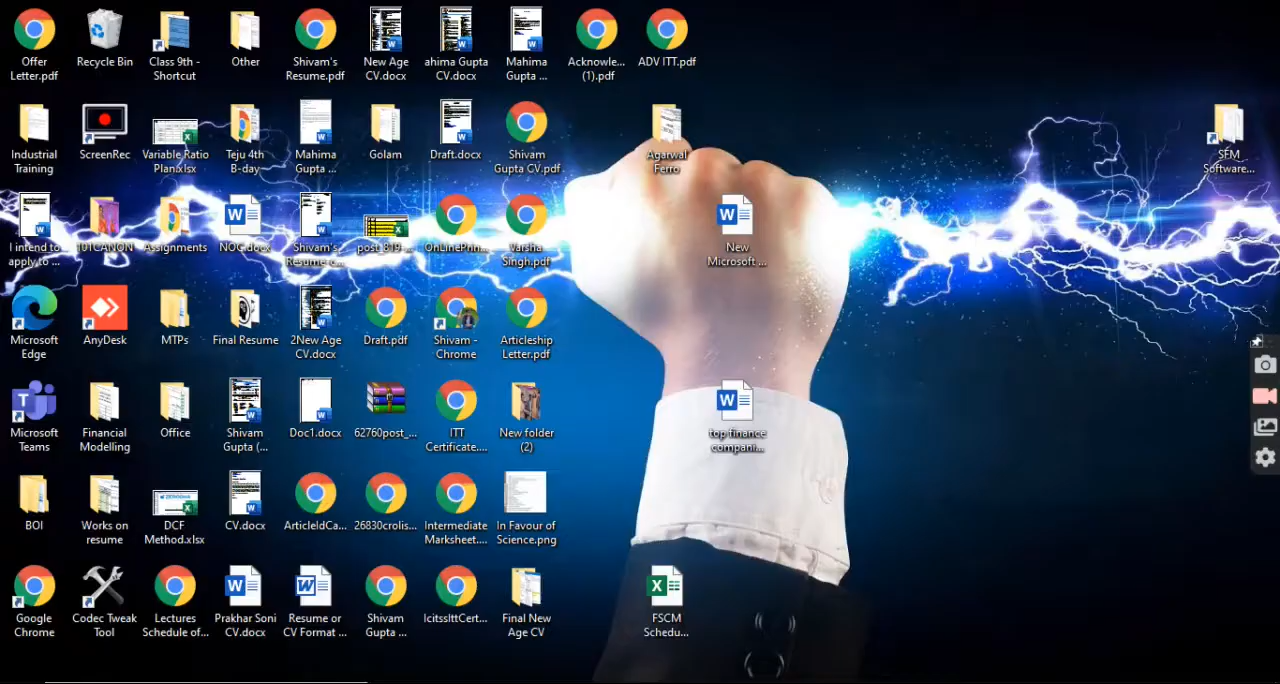 Offer
Letter.pdf
Recycle Bin
Class 9th -
Shortcut
Other
Shivam's
Resume.pdf
New Age
CV.docx
ahima Gupta
CV.docx
Mahima
Gupta ...
Acknowle...
(1).pdf
ADV ITT.pdf
Industrial
Training
ScreenRec
Variable Ratio
Plan.xlsx
Teju 4th
B-day
Mahima
Gupta ...
Golam
Draft.docx
Shivam
Gupta CV.pdf
Agarwal
Ferro
SFM
Software...
I intend to
apply to ...
101CANON
Assignments
NOC.docx
Shivam's
Resume-c...
post_819...
OnLinePrin...
Varsha
Singh.pdf
New
Microsoft ...
Microsoft
Edge
AnyDesk
MTPs
Final Resume
2New Age
CV.docx
Draft.pdf
Shivam -
Chrome
Articleship
Letter.pdf
Microsoft
Teams
Financial
Modelling
Office
Shivam
Gupta (...
Doc1.docx
62760post_...
ITT
Certificate....
New folder
(2)
top finance
compani...
BOI
Works on
resume
DCF
Method.xlsx
CV.docx
ArticleIdCa...
26830crolis...
Intermediate
Marksheet....
In Favour of
Science.png
Google
Chrome
Codec Tweak
Tool
Lectures
Schedule of...
Prakhar Soni
CV.docx
Resume or
CV Format ...
Shivam
Gupta ...
IcitssIttCert...
Final New
Age CV
FSCM
Schedu...